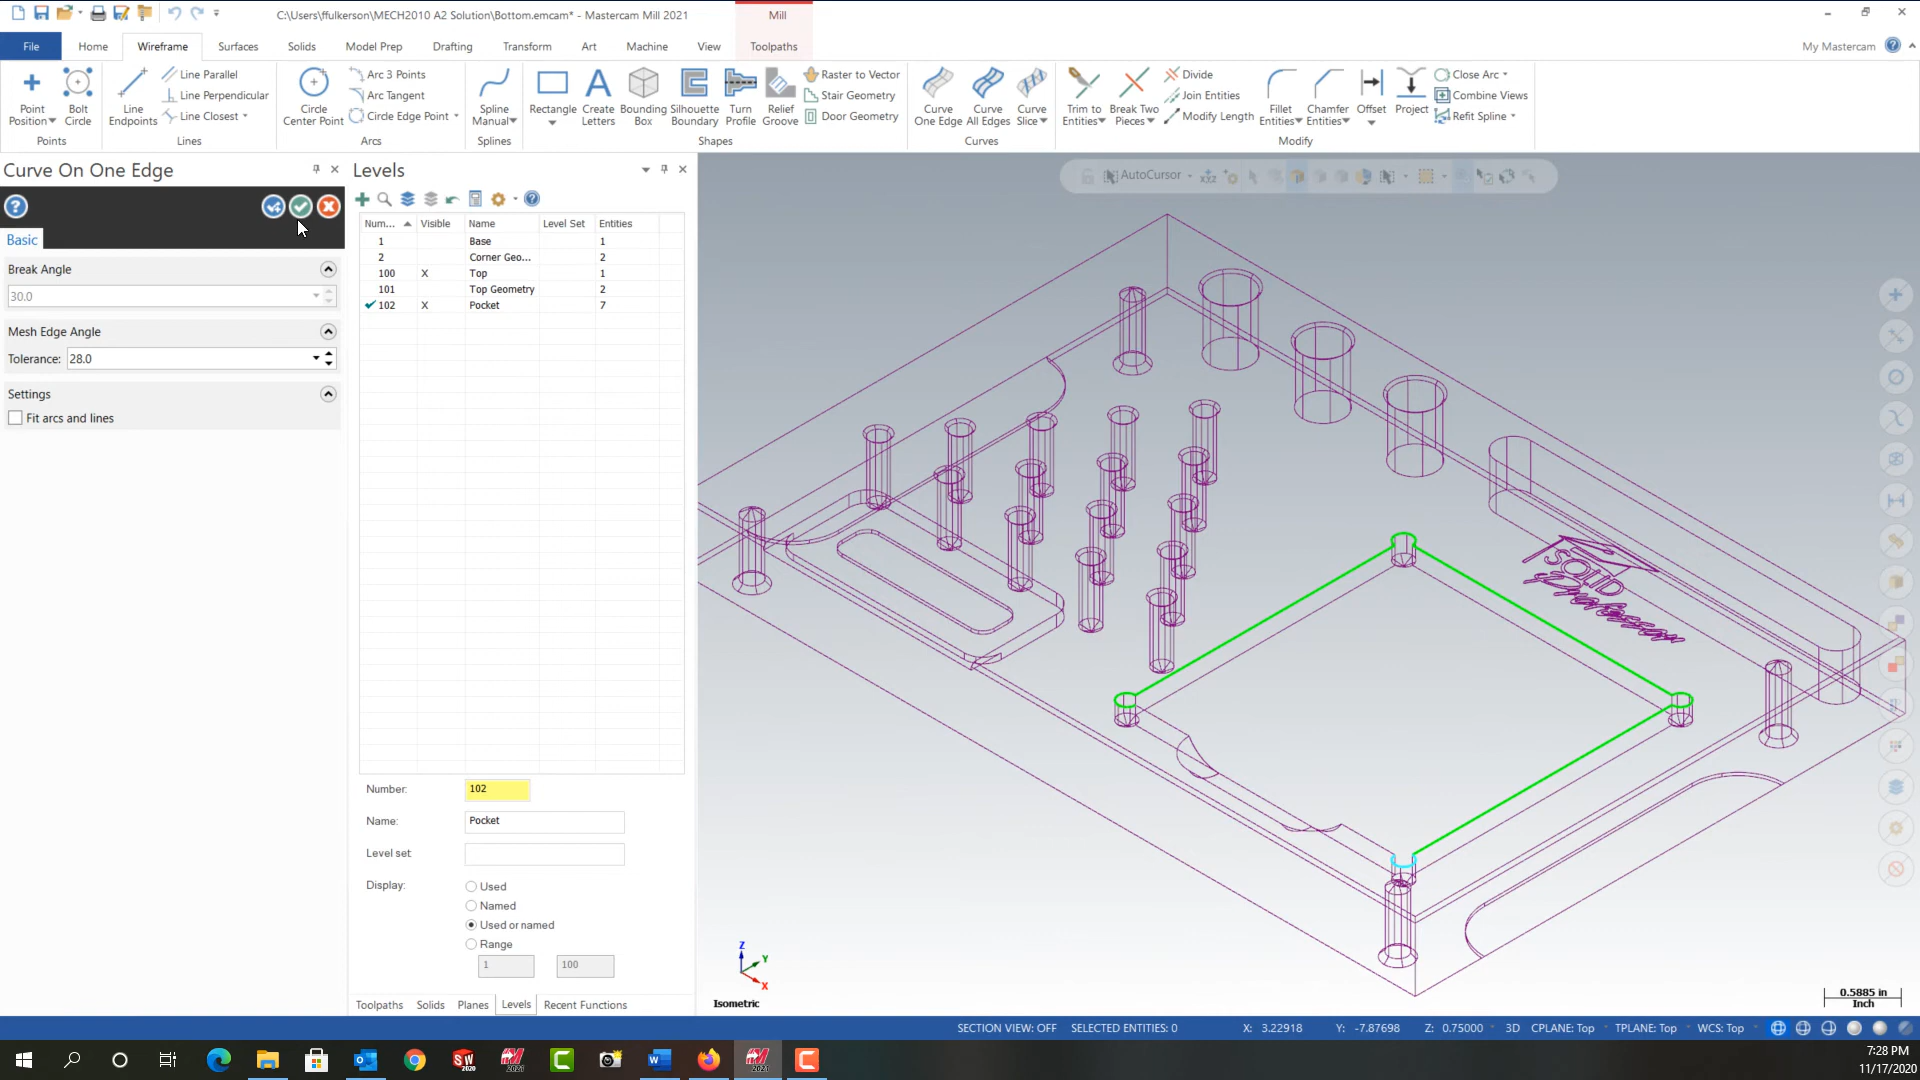 C:\Users\ffulkerson\MECH2010 A2 Solution\Bottom.emcam* - Mastercam Mill 2021
Mill
File Home Wireframe Surfaces Solids Model Prep Drafting Transform Art Machine View Toolpaths My Mastercam
Point Position
Bolt Circle
Points
Line Endpoints
Line Parallel
Line Perpendicular
Line Closest
Lines
Circle Center Point
Arc 3 Points
Arc Tangent
Circle Edge Point
Arcs
Spline Manual
Splines
Rectangle
Create Letters
Bounding Box
Silhouette Boundary
Turn Profile
Relief Groove
Raster to Vector
Stair Geometry
Door Geometry
Shapes
Curve One Edge
Curve All Edges
Curve Slice
Curves
Trim to Entities
Break Two Pieces
Divide
Join Entities
Modify Length
Fillet Entities
Chamfer Entities
Offset
Project
Close Arc
Combine Views
Refit Spline
Modify
Curve On One Edge
Basic
Break Angle
30.0
Mesh Edge Angle
Tolerance: 28.0
Settings
Fit arcs and lines
Levels
Num... Visible Name Level Set Entities
1 Base 1
2 Corner Geo... 2
100 X Top 1
101 Top Geometry 2
102 X Pocket 7
Number: 102
Name: Pocket
Level set
Display: Used
Named
Used or named
Range
1 100
Toolpaths Solids Planes Levels Recent Functions
AutoCursor
SOLID
Professor
Z
Y
X
Isometric
0.5885 in
Inch
SECTION VIEW: OFF SELECTED ENTITIES: 0 X: 3.22918 Y: -7.87698 Z: 0.75000 3D CPLANE: Top TPLANE: Top WCS: Top
7:28 PM
11/17/2020